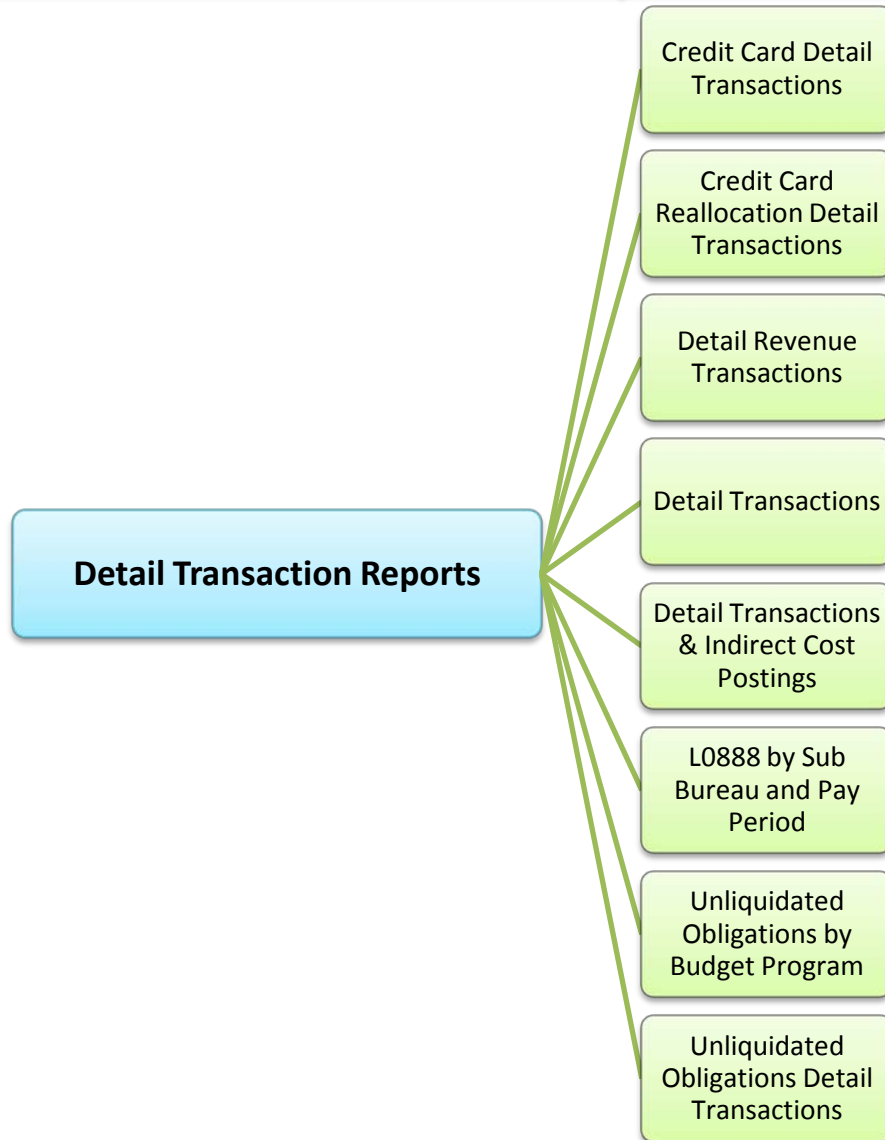 Credit Card Detail
Transactions
Credit Card
Reallocation Detail
Transactions
Detail Revenue
Transactions
Detail Transactions
Detail Transaction Reports
Detail Transactions
& Indirect Cost
Postings
L0888 by Sub
Bureau and Pay
Period
Unliquidated
Obligations by
Budget Program
Unliquidated
Obligations Detail
Transactions